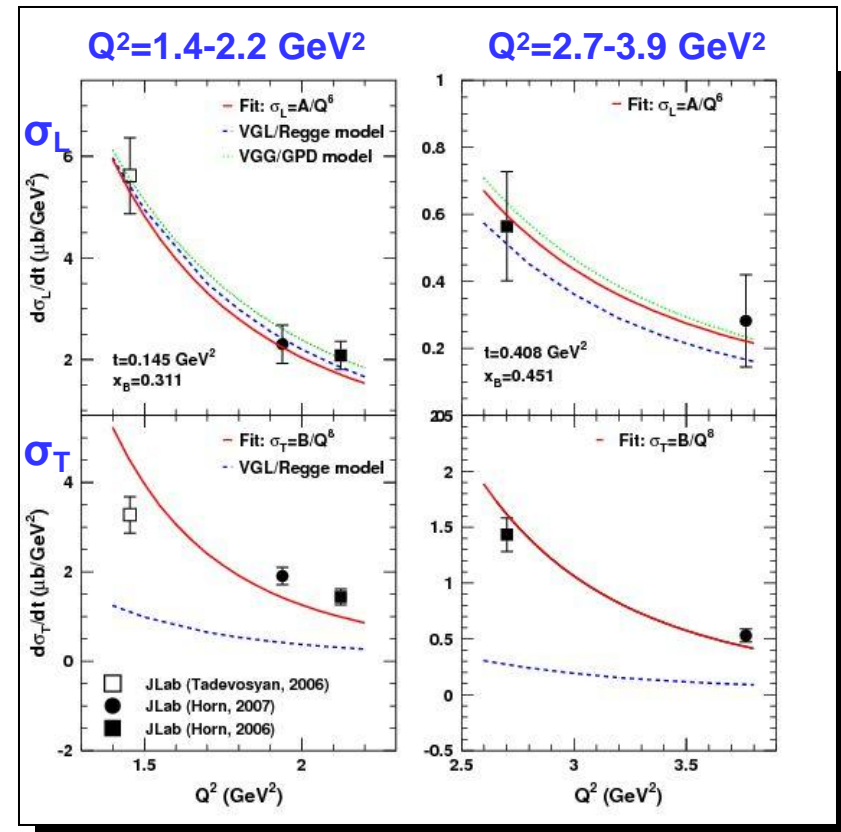 Q²=1.4-2.2 GeV²
Q²=2.7-3.9 GeV²
σL
dσL/dt (μb/GeV²)
6
4
2
Fit: σL=A/Q⁶
VGL/Regge model
VGG/GPD model
t=0.145 GeV²
xB=0.311
1
0.8
0.6
0.4
0.2
Fit: σL=A/Q⁶
t=0.408 GeV²
xB=0.451
σT
dσT/dt (μb/GeV²)
4
2
0
-2
Fit: σT=B/Q⁸
VGL/Regge model
JLab (Tadevosyan, 2006)
JLab (Horn, 2007)
JLab (Horn, 2006)
1.5
2
Q² (GeV²)
2.5
2
1.5
1
0.5
0
-0.5
Fit: σT=B/Q⁸
2.5
3
3.5
Q² (GeV²)